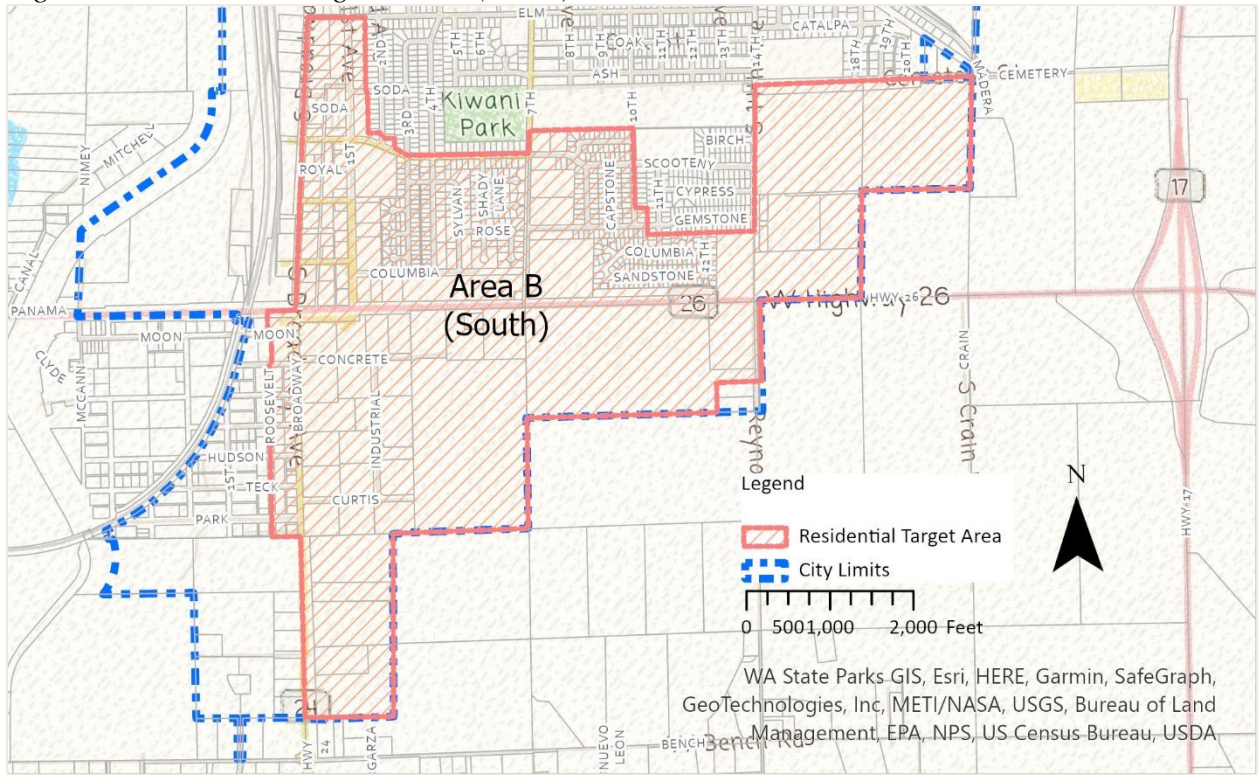 ELM
CATALPA
OAK
ASH
2ND
5TH
6TH
8TH
9TH
11TH
12TH
13TH
14TH
18TH
19TH
20TH
MADERA
CEMETERY
SODA
SODA
3RD
4TH
Kiwani
Park
7TH
10TH
BIRCH
MITCHELL
NIMEY
ROYAL
1ST
SYLVAN
SHADY
LANE
ROSE
CAPSTONE
11TH
SCOOTENY
CYPRESS
GEMSTONE
17
CANAL
COLUMBIA
COLUMBIA
SANDSTONE
12TH
Area B
(South)
26
W Highway 26
HWY 26
PANAMA
MOON
MOON
CLYDE
MCCANN
ROOSEVELT
BROADWAY
CONCRETE
INDUSTRIAL
CRAIN
S Crain
HUDSON
1ST
TECK
CURTIS
PARK
Reyno
HWY 17
Legend
Residential Target Area
City Limits
N
0 5001,000 2,000 Feet
WA State Parks GIS, Esri, HERE, Garmin, SafeGraph,
GeoTechnologies, Inc, METI/NASA, USGS, Bureau of Land
Management, EPA, NPS, US Census Bureau, USDA
24
HWY
24
GARZA
NUEVO
LEON
BENCH
Bench Rd